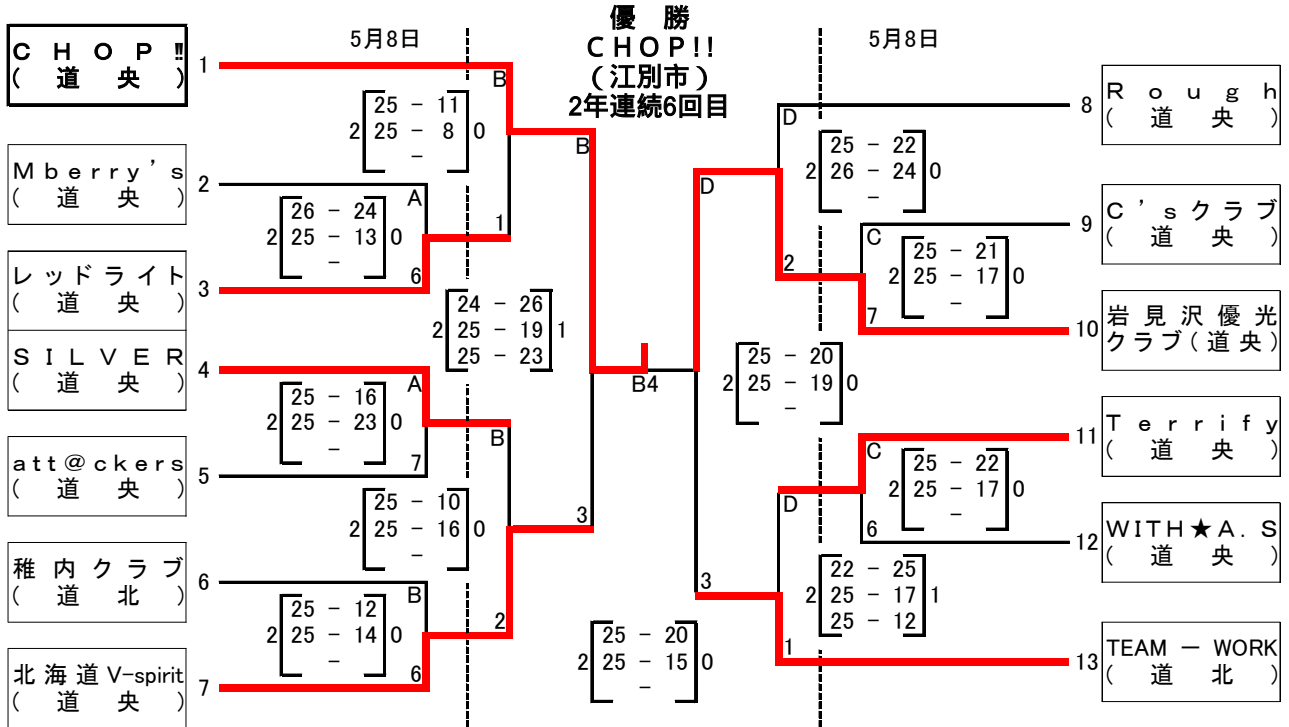 優 勝
CHOP!!
(江別市)
2年連続6回目
5月8日
5月8日
CHOP‼
( 道 央 )
1
B
25 - 11
2 25 - 8 0
-
B
Mberry's
( 道 央 )
2
A
26 - 24
2 25 - 13 0
-
1
6
レッドライト
( 道 央 )
3
24 - 26
2 25 - 19 1
25 - 23
SILVER
( 道 央 )
4
A
25 - 16
2 25 - 23 0
-
B
7
att@ckers
( 道 央 )
5
25 - 10
2 25 - 16 0
-
3
稚内クラブ
( 道 北 )
6
B
25 - 12
2 25 - 14 0
-
2
6
北海道V-spirit
( 道 央 )
7
B4
25 - 20
2 25 - 15 0
-
D
D
8
Rough
( 道 央 )
25 - 22
2 26 - 24 0
-
9
C'sクラブ
( 道 央 )
C
25 - 21
2 25 - 17 0
-
2
7
10
岩見沢優光
クラブ(道央)
25 - 20
2 25 - 19 0
-
11
Terrify
( 道 央 )
C
25 - 22
2 25 - 17 0
-
D
6
12
WITH★A.S
( 道 央 )
3
22 - 25
2 25 - 17 1
25 - 12
1
13
TEAM - WORK
( 道 北 )